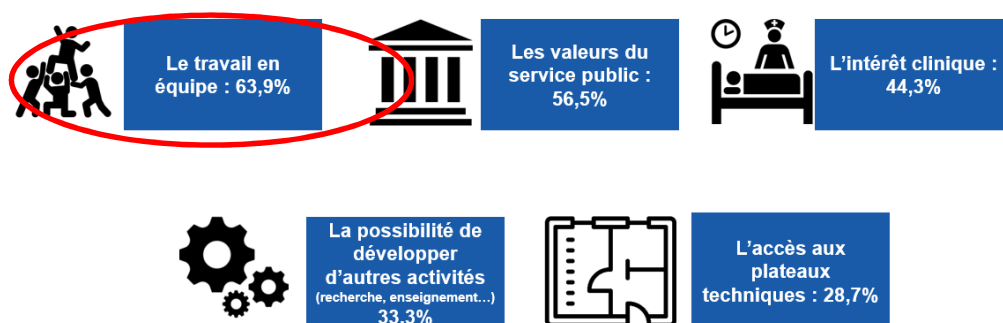 Le travail en
équipe : 63,9%
Les valeurs du
service public :
56,5%
L'intérêt clinique :
44,3%
La possibilité de
développer
d'autres activités
(recherche, enseignement...)
33,3%
L'accès aux
plateaux
techniques : 28,7%